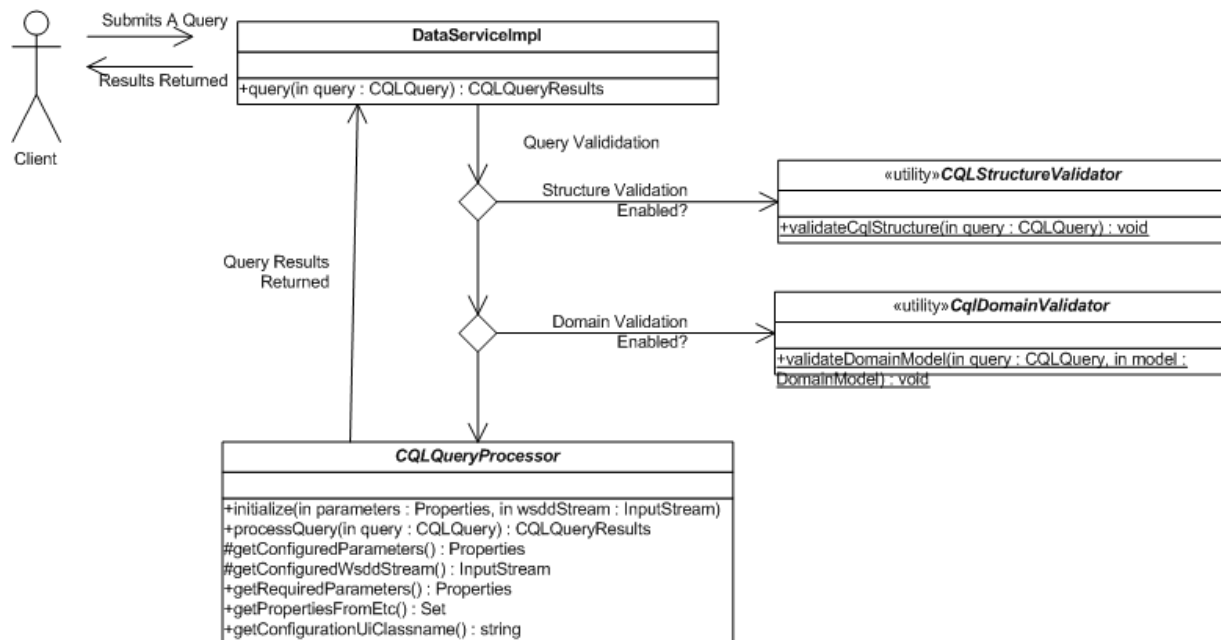 Submits A Query
Results Returned
Client
DataServiceImpl
+query(in query : CQLQuery) : CQLQueryResults
Query Valididation
Structure Validation
Enabled?
«utility»CQLStructureValidator
+validateCqlStructure(in query : CQLQuery) : void
Query Results
Returned
Domain Validation
Enabled?
«utility»CqlDomainValidator
+validateDomainModel(in query : CQLQuery, in model :
DomainModel) : void
CQLQueryProcessor
+initialize(in parameters : Properties, in wsddStream : InputStream)
+processQuery(in query : CQLQuery) : CQLQueryResults
#getConfiguredParameters() : Properties
#getConfiguredWsddStream() : InputStream
+getRequiredParameters() : Properties
+getPropertiesFromEtc() : Set
+getConfigurationUiClassname() : string